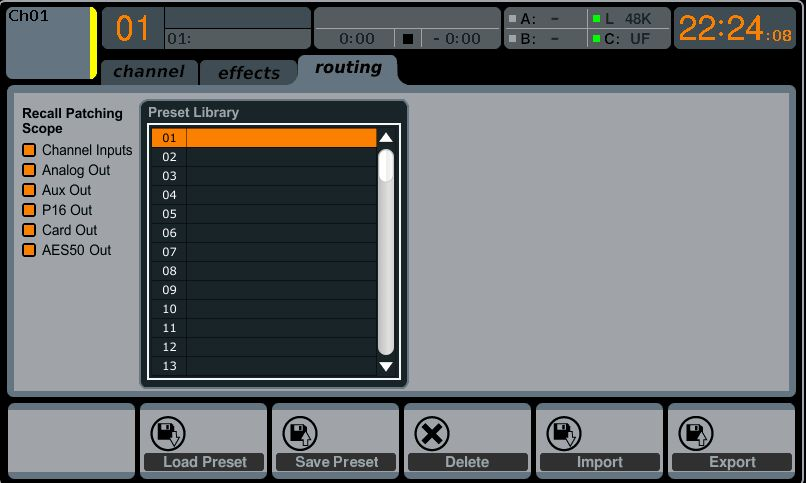 Ch01
01
01:
0:00
- 0:00
A: -
L 48K
B: -
C: UF
22:24:08
channel
effects
routing
Recall Patching
Scope
Channel Inputs
Analog Out
Aux Out
P16 Out
Card Out
AES50 Out
Preset Library
01
02
03
04
05
06
07
08
09
10
11
12
13
Load Preset
Save Preset
Delete
Import
Export